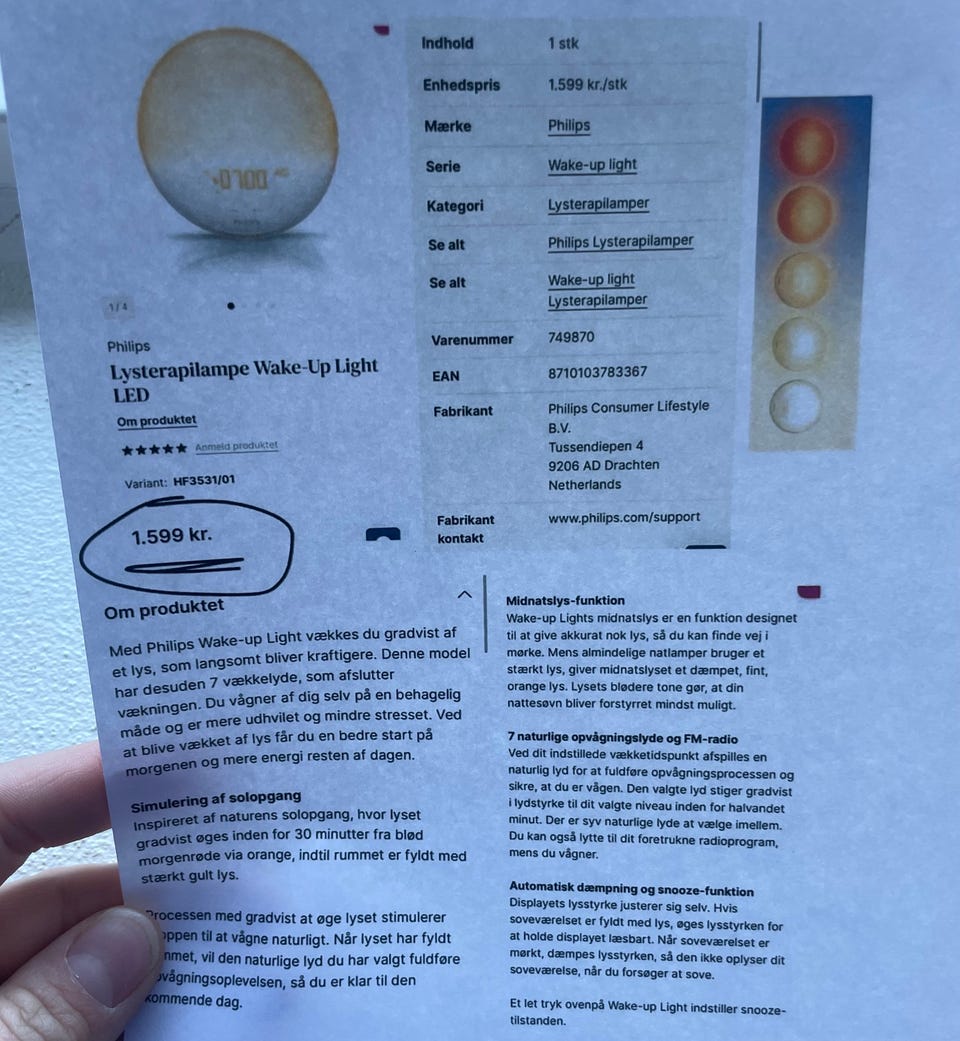 0700
1/4
Philips
Lysterapilampe Wake-Up Light
LED
Om produktet
★★★★★ Anmeld produktet
Variant: HF3531/01
1.599 kr.
Indhold 1 stk
Enhedspris 1.599 kr./stk
Mærke Philips
Serie Wake-up light
Kategori Lysterapilamper
Se alt Philips Lysterapilamper
Se alt Wake-up light
Lysterapilamper
Varenummer 749870
EAN 8710103783367
Fabrikant Philips Consumer Lifestyle
B.V.
Tussendiepen 4
9206 AD Drachten
Netherlands
Fabrikant www.philips.com/support
kontakt
Om produktet
Med Philips Wake-up Light vækkes du gradvist af
et lys, som langsomt bliver kraftigere. Denne model
har desuden 7 vækkelyde, som afslutter
vækningen. Du vågner af dig selv på en behagelig
måde og er mere udhvilet og mindre stresset. Ved
at blive vækket af lys får du en bedre start på
morgenen og mere energi resten af dagen.
Simulering af solopgang
Inspireret af naturens solopgang, hvor lyset
gradvist øges inden for 30 minutter fra blød
morgenrøde via orange, indtil rummet er fyldt med
stærkt gult lys.
Processen med gradvist at øge lyset stimulerer
oppen til at vågne naturligt. Når lyset har fyldt
mmet, vil den naturlige lyd du har valgt fuldføre
pvågningsoplevelsen, så du er klar til den
kommende dag.
Midnatslys-funktion
Wake-up Lights midnatslys er en funktion designet
til at give akkurat nok lys, så du kan finde vej i
mørke. Mens almindelige natlamper bruger et
stærkt lys, giver midnatslyset et dæmpet, fint,
orange lys. Lysets blødere tone gør, at din
nattesøvn bliver forstyrret mindst muligt.
7 naturlige opvågningslyde og FM-radio
Ved dit indstillede vækketidspunkt afspilles en
naturlig lyd for at fuldføre opvågningsprocessen og
sikre, at du er vågen. Den valgte lyd stiger gradvist
i lydstyrke til dit valgte niveau inden for halvandet
minut. Der er syv naturlige lyde at vælge imellem.
Du kan også lytte til dit foretrukne radioprogram,
mens du vågner.
Automatisk dæmpning og snooze-funktion
Displayets lysstyrke justerer sig selv. Hvis
soveværelset er fyldt med lys, øges lysstyrken for
at holde displayet læsbart. Når soveværelset er
mørkt, dæmpes lysstyrken, så den ikke oplyser dit
soveværelse, når du forsøger at sove.
Et let tryk ovenpå Wake-up Light indstiller snooze-
tilstanden.